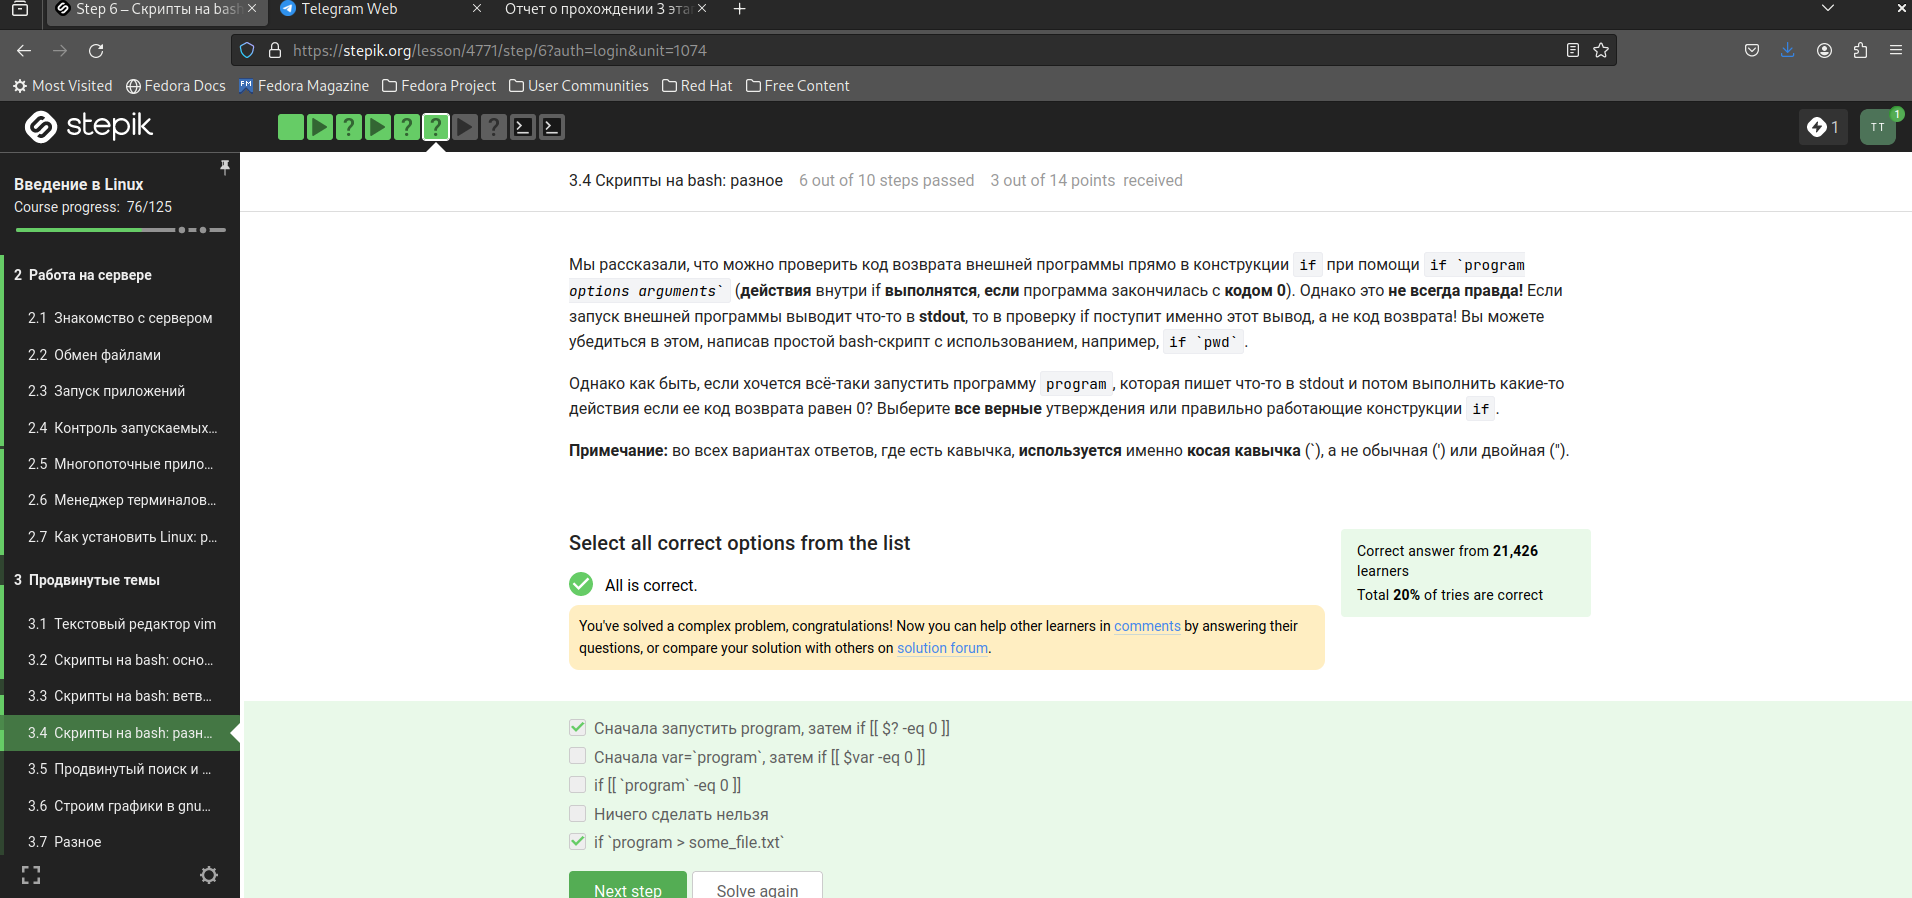 Step 6 – Скрипты на bash
Telegram Web
Отчет о прохождении 3 эта
https://stepik.org/lesson/4771/step/6?auth=login&unit=1074
Most Visited
Fedora Docs
Fedora Magazine
Fedora Project
User Communities
Red Hat
Free Content
stepik
1
TT
1
Введение в Linux
Course progress: 76/125
2 Работа на сервере
2.1 Знакомство с сервером
2.2 Обмен файлами
2.3 Запуск приложений
2.4 Контроль запускаемых...
2.5 Многопоточные прило...
2.6 Менеджер терминалов...
2.7 Как установить Linux: р...
3 Продвинутые темы
3.1 Текстовый редактор vim
3.2 Скрипты на bash: осно...
3.3 Скрипты на bash: ветв...
3.4 Скрипты на bash: разн...
3.5 Продвинутый поиск и ...
3.6 Строим графики в gnu...
3.7 Разное
3.4 Скрипты на bash: разное 6 out of 10 steps passed 3 out of 14 points received
Мы рассказали, что можно проверить код возврата внешней программы прямо в конструкции if при помощи if `program
options arguments` (действия внутри if выполнятся, если программа закончилась с кодом 0). Однако это не всегда правда! Если
запуск внешней программы выводит что-то в stdout, то в проверку if поступит именно этот вывод, а не код возврата! Вы можете
убедиться в этом, написав простой bash-скрипт с использованием, например, if `pwd`.
Однако как быть, если хочется всё-таки запустить программу program, которая пишет что-то в stdout и потом выполнить какие-то
действия если ее код возврата равен 0? Выберите все верные утверждения или правильно работающие конструкции if.
Примечание: во всех вариантах ответов, где есть кавычка, используется именно косая кавычка (`), а не обычная (') или двойная (").
Select all correct options from the list
All is correct.
You've solved a complex problem, congratulations! Now you can help other learners in comments by answering their
questions, or compare your solution with others on solution forum.
Correct answer from 21,426
learners
Total 20% of tries are correct
Сначала запустить program, затем if [[ $? -eq 0 ]]
Сначала var=`program`, затем if [[ $var -eq 0 ]]
if [[ `program` -eq 0 ]]
Ничего сделать нельзя
if `program > some_file.txt`
Next step
Solve again